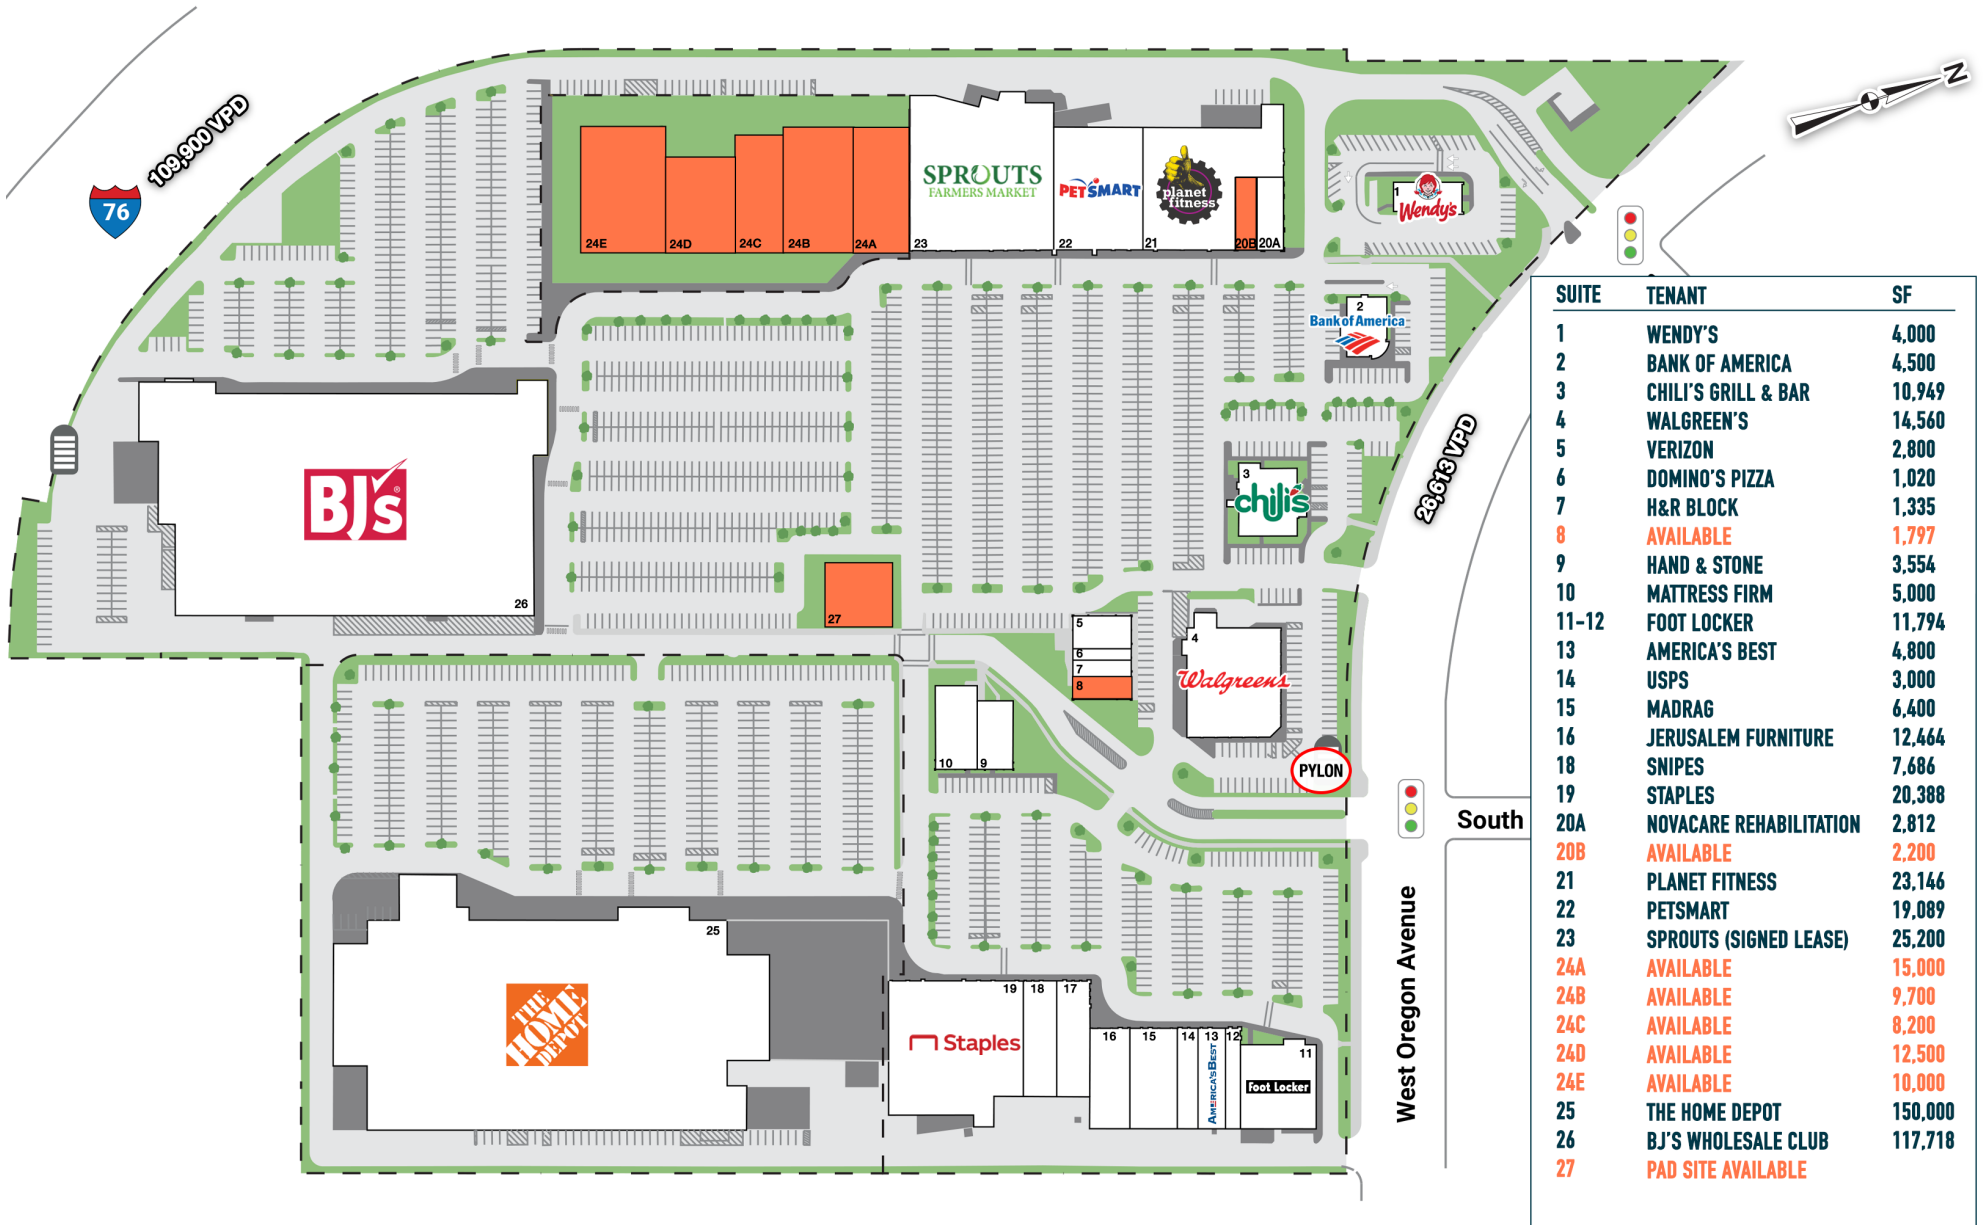 109,900 VPD
76
N
24E
24D
24C
24B
24A
SPROUTS
FARMERS MARKET
23
PETSMART
22
planet
fitness
21
20B
20A
1
Wendy's
2
Bank of America
26,613 VPD
BJ's
26
3
chili's
27
5
6
7
8
4
Walgreens
10
9
PYLON
South
West Oregon Avenue
25
THE
HOME
DEPOT
19
18
17
Staples
16
15
14
13
12
11
AMERICA'S BEST
Foot Locker
SUITE TENANT SF
1 WENDY'S 4,000
2 BANK OF AMERICA 4,500
3 CHILI'S GRILL & BAR 10,949
4 WALGREEN'S 14,560
5 VERIZON 2,800
6 DOMINO'S PIZZA 1,020
7 H&R BLOCK 1,335
8 AVAILABLE 1,797
9 HAND & STONE 3,554
10 MATTRESS FIRM 5,000
11-12 FOOT LOCKER 11,794
13 AMERICA'S BEST 4,800
14 USPS 3,000
15 MADRAG 6,400
16 JERUSALEM FURNITURE 12,464
18 SNIPES 7,686
19 STAPLES 20,388
20A NOVACARE REHABILITATION 2,812
20B AVAILABLE 2,200
21 PLANET FITNESS 23,146
22 PETSMART 19,089
23 SPROUTS (SIGNED LEASE) 25,200
24A AVAILABLE 15,000
24B AVAILABLE 9,700
24C AVAILABLE 8,200
24D AVAILABLE 12,500
24E AVAILABLE 10,000
25 THE HOME DEPOT 150,000
26 BJ'S WHOLESALE CLUB 117,718
27 PAD SITE AVAILABLE